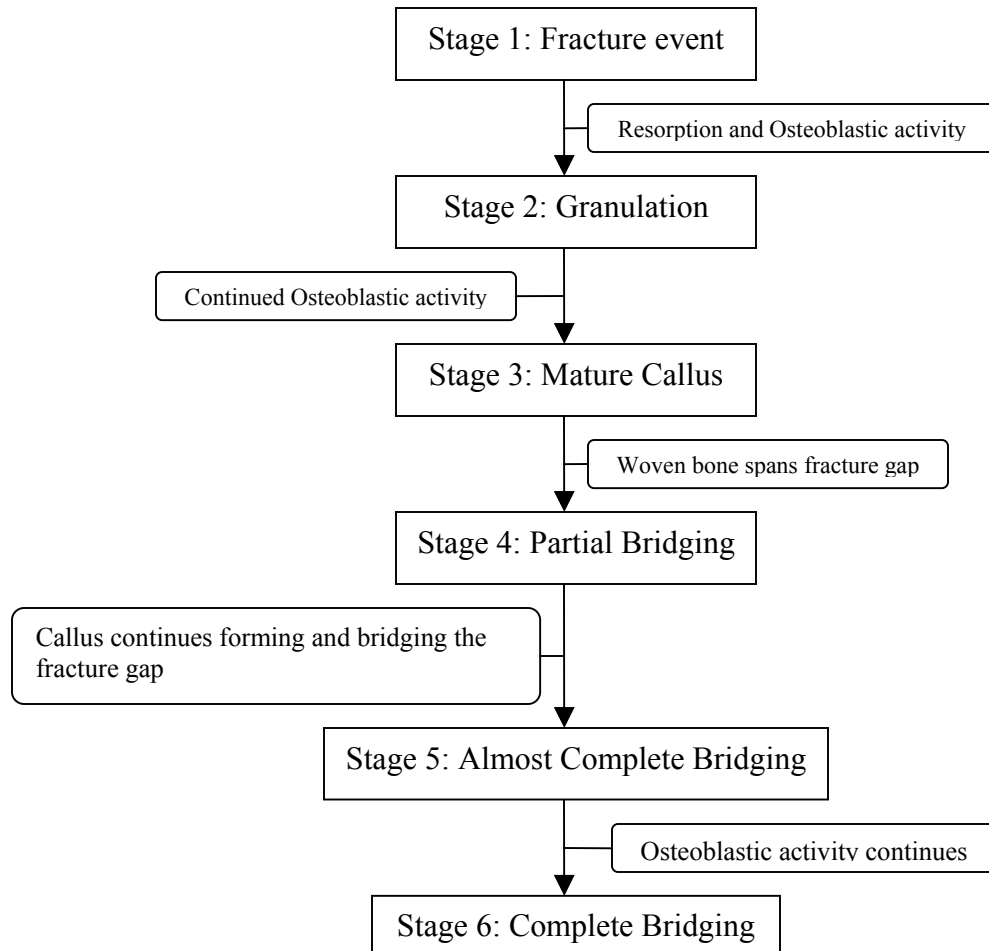 Stage 1: Fracture event
Resorption and Osteoblastic activity
Stage 2: Granulation
Continued Osteoblastic activity
Stage 3: Mature Callus
Woven bone spans fracture gap
Stage 4: Partial Bridging
Callus continues forming and bridging the
fracture gap
Stage 5: Almost Complete Bridging
Osteoblastic activity continues
Stage 6: Complete Bridging